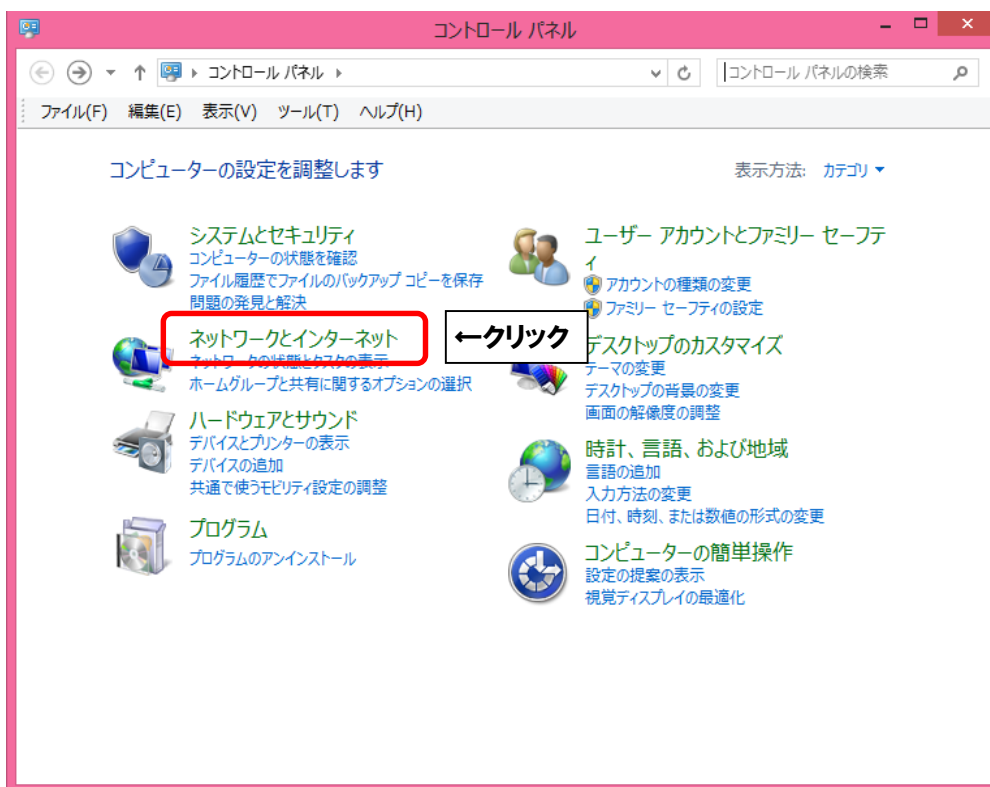 コントロール パネル
コントロール パネル
コントロール パネルの検索
ファイル(F) 編集(E) 表示(V) ツール(T) ヘルプ(H)
コンピューターの設定を調整します
表示方法: カテゴリ
システムとセキュリティ
コンピューターの状態を確認
ファイル履歴でファイルのバックアップ コピーを保存
問題の発見と解決
ネットワークとインターネット
←クリック
ネットワークの状態とタスクの表示
ホームグループと共有に関するオプションの選択
ハードウェアとサウンド
デバイスとプリンターの表示
デバイスの追加
共通で使うモビリティ設定の調整
プログラム
プログラムのアンインストール
ユーザー アカウントとファミリー セーフテ
ィ
アカウントの種類の変更
ファミリー セーフティの設定
デスクトップのカスタマイズ
テーマの変更
デスクトップの背景の変更
画面の解像度の調整
時計、言語、および地域
言語の追加
入力方法の変更
日付、時刻、または数値の形式の変更
コンピューターの簡単操作
設定の提案の表示
視覚ディスプレイの最適化